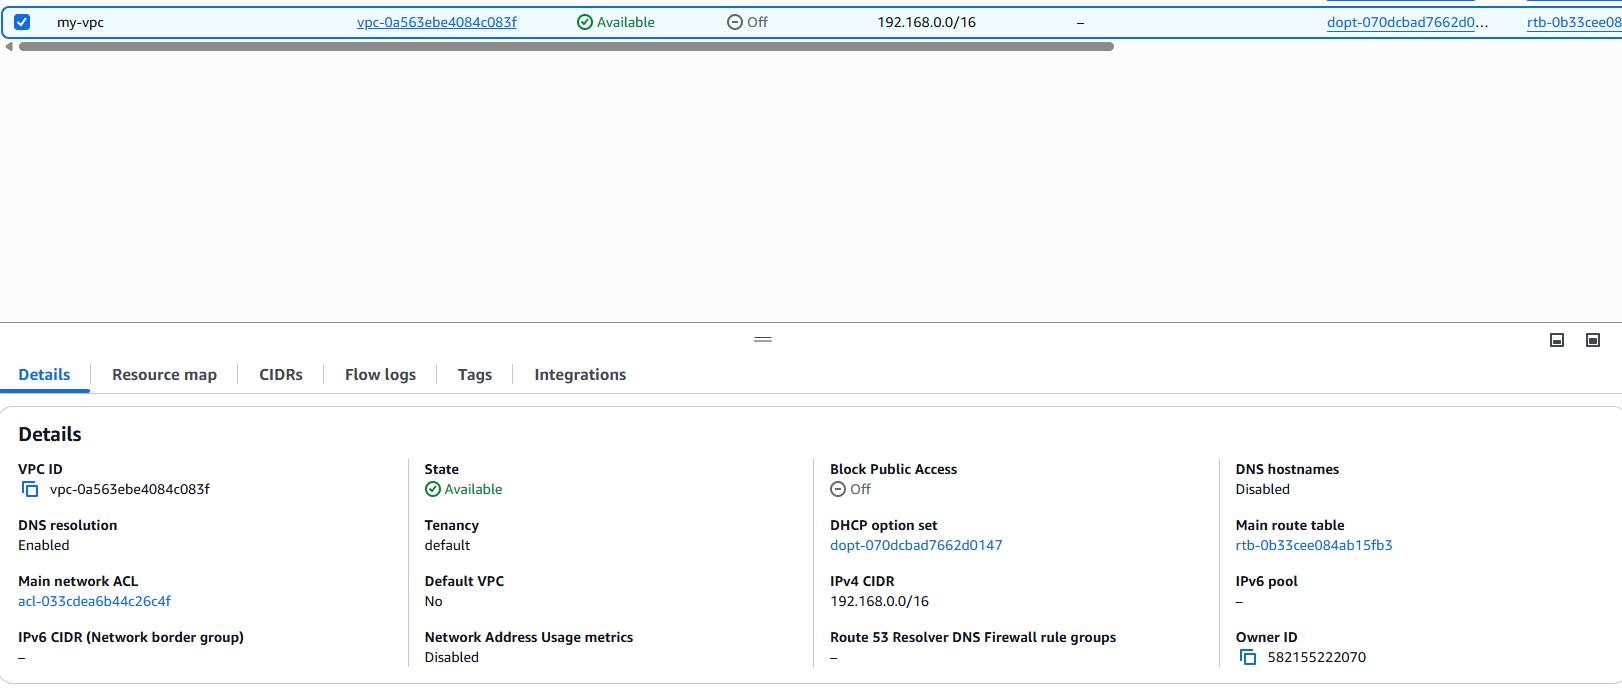 my-vpc vpc-0a563ebe4084c083f Available Off 192.168.0.0/16 – dopt-070dcbad7662d0... rtb-0b33cee08
Details Resource map CIDRs Flow logs Tags Integrations
Details
VPC ID State Block Public Access DNS hostnames
vpc-0a563ebe4084c083f Available Off Disabled
DNS resolution Tenancy DHCP option set Main route table
Enabled default dopt-070dcbad7662d0147 rtb-0b33cee084ab15fb3
Main network ACL Default VPC IPv4 CIDR IPv6 pool
acl-033cdea6b44c26c4f No 192.168.0.0/16 –
IPv6 CIDR (Network border group) Network Address Usage metrics Route 53 Resolver DNS Firewall rule groups Owner ID
– Disabled – 582155222070